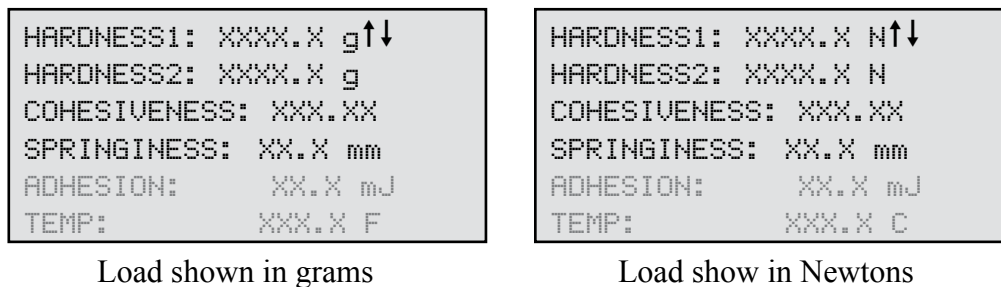 HARDNESS1: XXXX.X g↑↓
HARDNESS2: XXXX.X g
COHESIVENESS: XXX.XX
SPRINGINESS: XX.X mm
ADHESION: XX.X mJ
TEMP: XXX.X F
Load shown in grams
HARDNESS1: XXXX.X N↑↓
HARDNESS2: XXXX.X N
COHESIVENESS: XXX.XX
SPRINGINESS: XX.X mm
ADHESION: XX.X mJ
TEMP: XXX.X C
Load show in Newtons